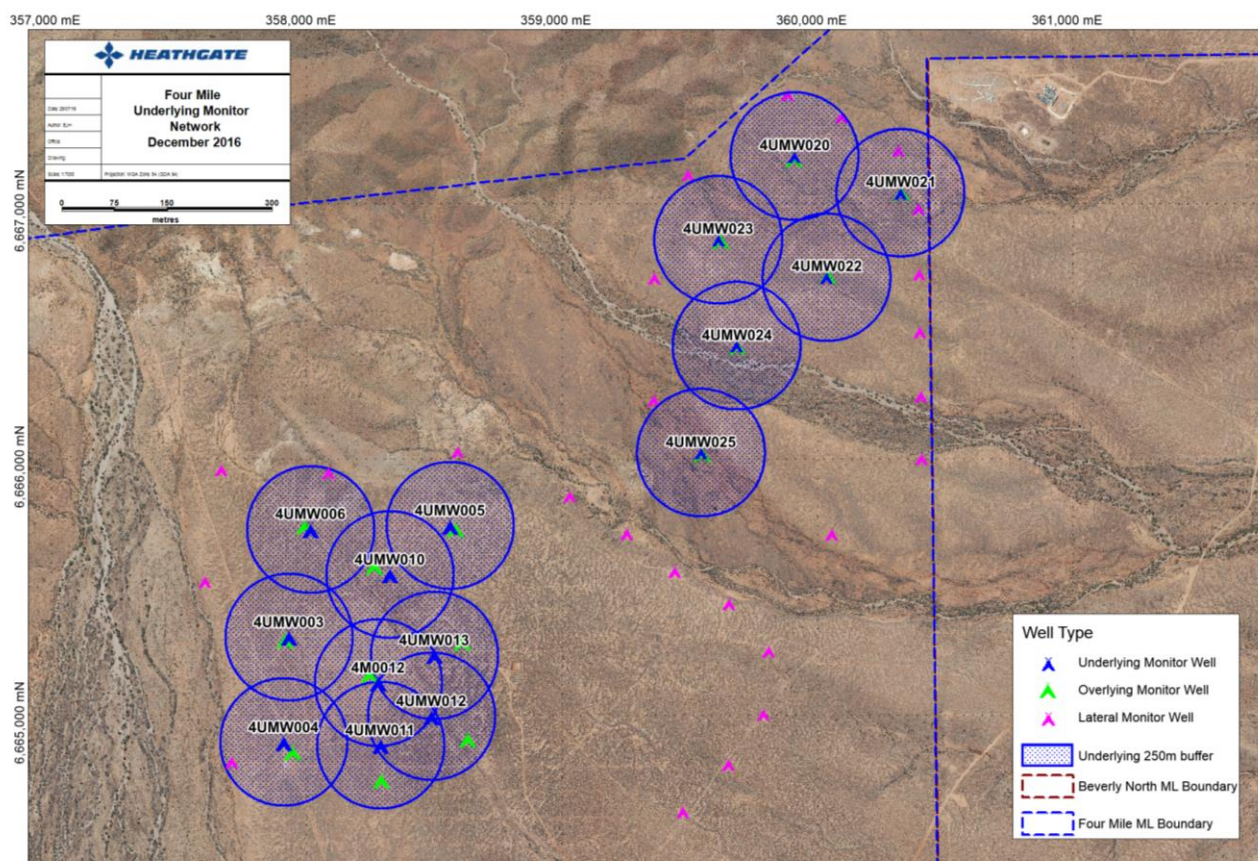 357,000 mE 358,000 mE 359,000 mE 360,000 mE 361,000 mE
HEATHGATE
Four Mile
Underlying Monitor
Network
December 2016
Author: EJH
Office:
Drawing:
0 75 150 300
metres
6,667,000 mN
6,666,000 mN
6,665,000 mN
4UMW020
4UMW021
4UMW023
4UMW022
4UMW024
4UMW025
4UMW006
4UMW005
4UMW010
4UMW003
4UMW013
4M0012
4UMW012
4UMW004
4UMW011
Well Type
Underlying Monitor Well
Overlying Monitor Well
Lateral Monitor Well
Underlying 250m buffer
Beverly North ML Boundary
Four Mile ML Boundary